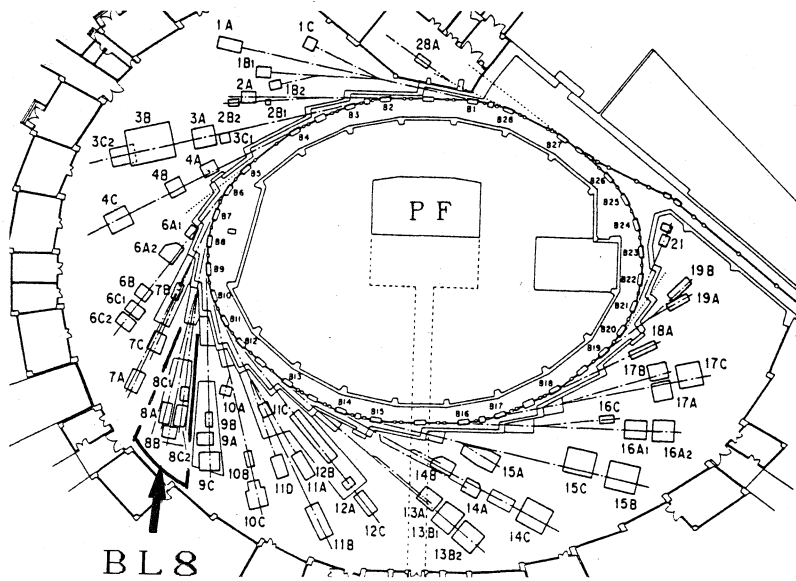 1A
1C
28A
1B1
1B2
2A
2B2
2B1
B2
B1
B28
B3
B4
3B
3A
3C2
3C1
B27
4A
4B
B5
B26
B6
B25
4C
B7
PF
B24
6A1
6A2
B8
21
B23
B9
B22
19B
6B
7B
19A
6C1
B10
B21
6C2
B11
B20
18A
7C
B12
B19
17B
17C
7A
8C1
B13
B18
17A
10A
11C
B14
B15
B16
B17
16C
8A
9B
8B
9A
16A1
16A2
8C2
9C
10B
11D
11A
12B
14B
15A
15C
15B
12A
12C
13A
14A
10C
11B
13B1
14C
13B2
BL8